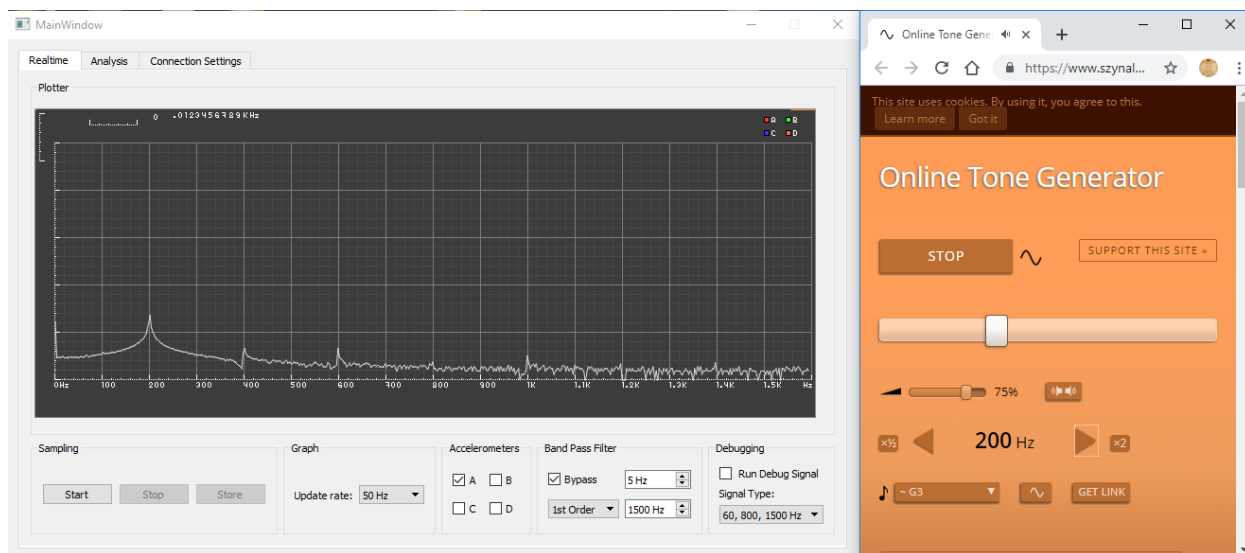 MainWindow
Realtime
Analysis
Connection Settings
Plotter
0 .0123456789KHz
A B
C D
0Hz 100 200 300 400 500 600 700 800 900 1K 1.1K 1.2K 1.3K 1.4K 1.5K Hz
Sampling
Start
Stop
Store
Graph
Update rate: 50 Hz
Accelerometers
A B
C D
Band Pass Filter
Bypass 5 Hz
1st Order 1500 Hz
Debugging
Run Debug Signal
Signal Type:
60, 800, 1500 Hz
Online Tone Gene
https://www.szynal...
This site uses cookies. By using it, you agree to this.
Learn more
Got it
Online Tone Generator
STOP
SUPPORT THIS SITE »
75%
×½
200 Hz
×2
~ G3
GET LINK